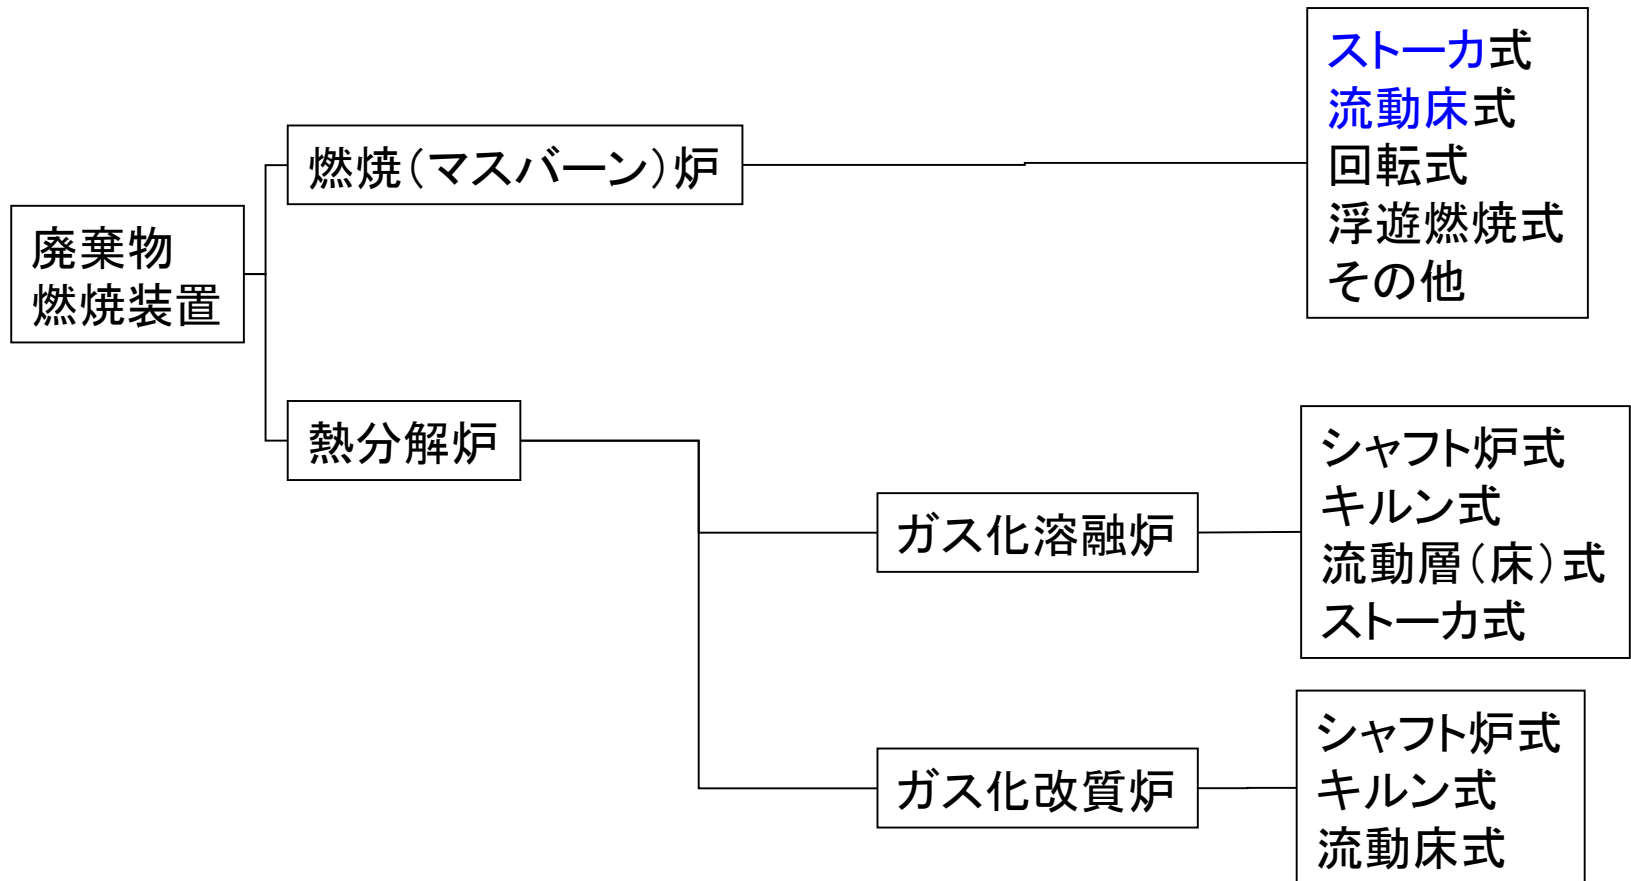 廃棄物
燃焼装置
燃焼（マスバーン）炉
ストーカ式
流動床式
回転式
浮遊燃焼式
その他
熱分解炉
ガス化溶融炉
シャフト炉式
キルン式
流動層（床）式
ストーカ式
ガス化改質炉
シャフト炉式
キルン式
流動床式